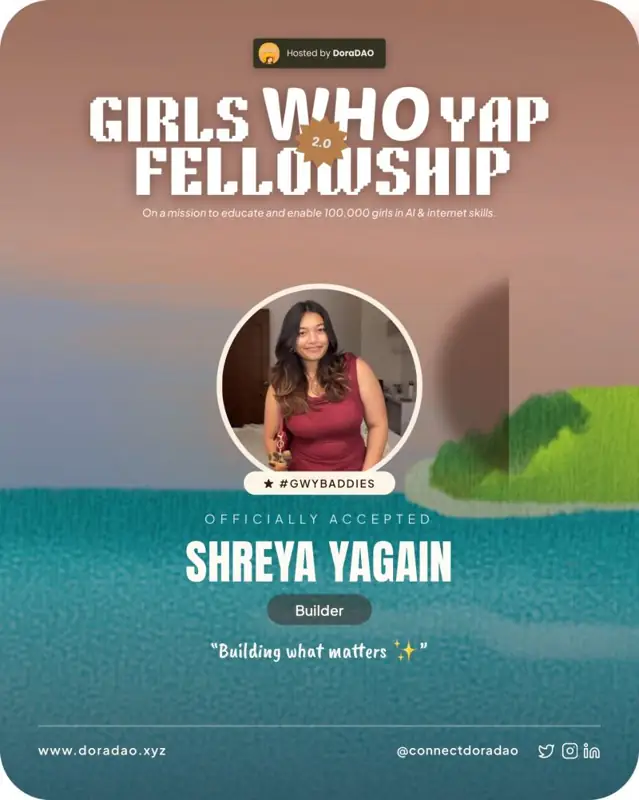 Hosted by DoraDAO
GIRLS WHO YAP
2.0
FELLOWSHIP
On a mission to educate and enable 100,000 girls in AI & internet skills.
★ #GWYBADDIES
OFFICIALLY ACCEPTED
SHREYA YAGAIN
Builder
“Building what matters ✨”
www.doradao.xyz
@connectdoradao